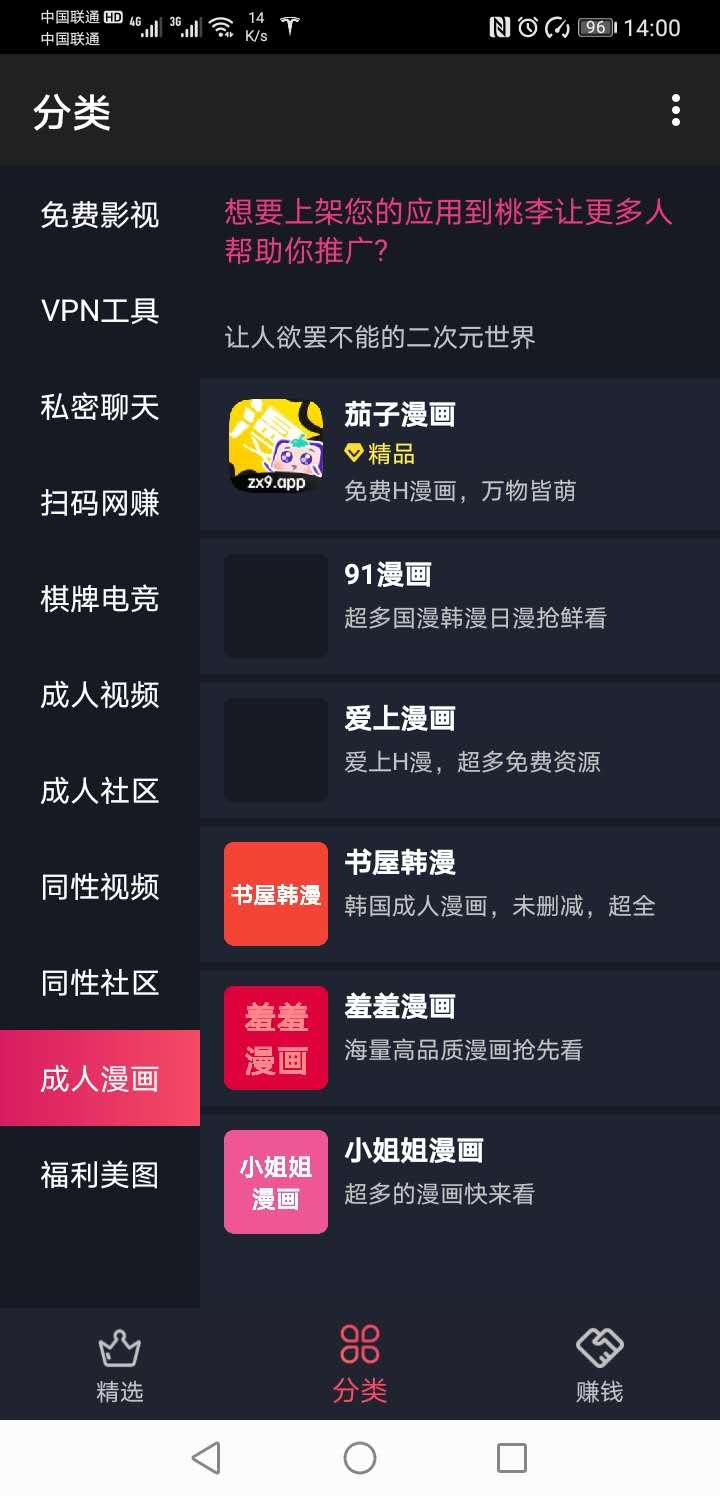 中国联通 HD 4G 3G 14 K/s 96 14:00
中国联通
分类
免费影视
VPN工具
私密聊天
扫码网赚
棋牌电竞
成人视频
成人社区
同性视频
同性社区
成人漫画
福利美图
想要上架您的应用到桃李让更多人
帮助你推广?
让人欲罢不能的二次元世界
zx9.app
茄子漫画
精品
免费H漫画，万物皆萌
91漫画
超多国漫韩漫日漫抢鲜看
爱上漫画
爱上H漫，超多免费资源
书屋韩漫
书屋韩漫
韩国成人漫画，未删减，超全
羞羞
漫画
羞羞漫画
海量高品质漫画抢先看
小姐姐
漫画
小姐姐漫画
超多的漫画快来看
精选
分类
赚钱